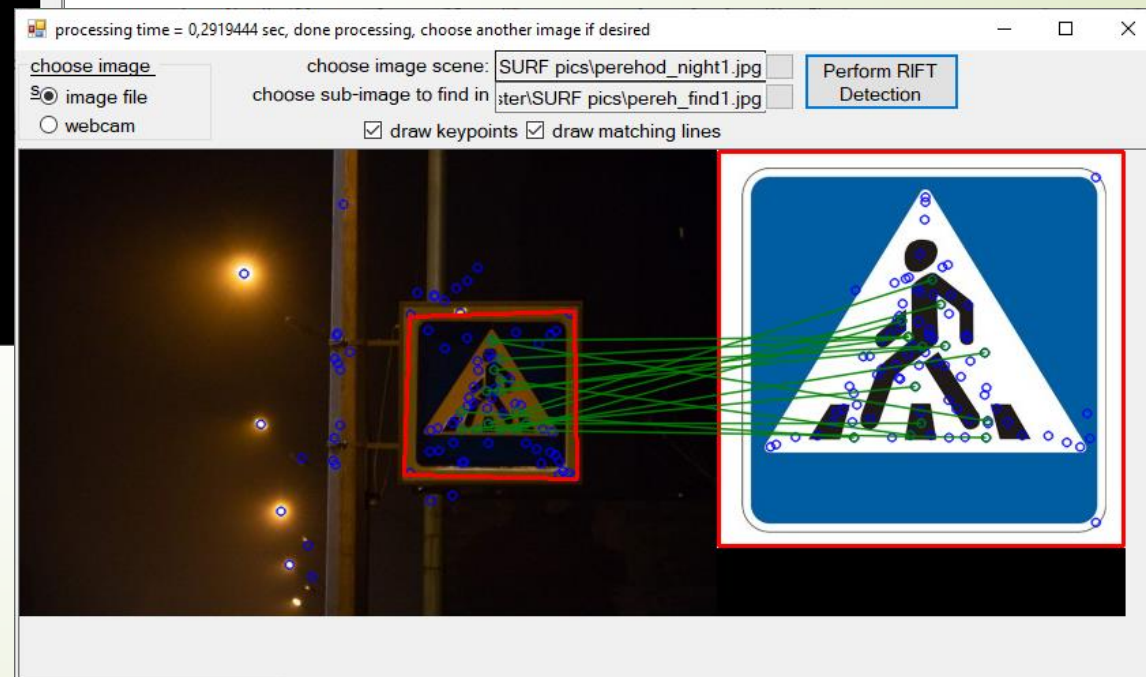 processing time = 0,2919444 sec, done processing, choose another image if desired
choose image
s
image file
webcam
choose image scene: SURF pics\perehod_night1.jpg
choose sub-image to find in ster\SURF pics\pereh_find1.jpg
draw keypoints draw matching lines
Perform RIFT
Detection